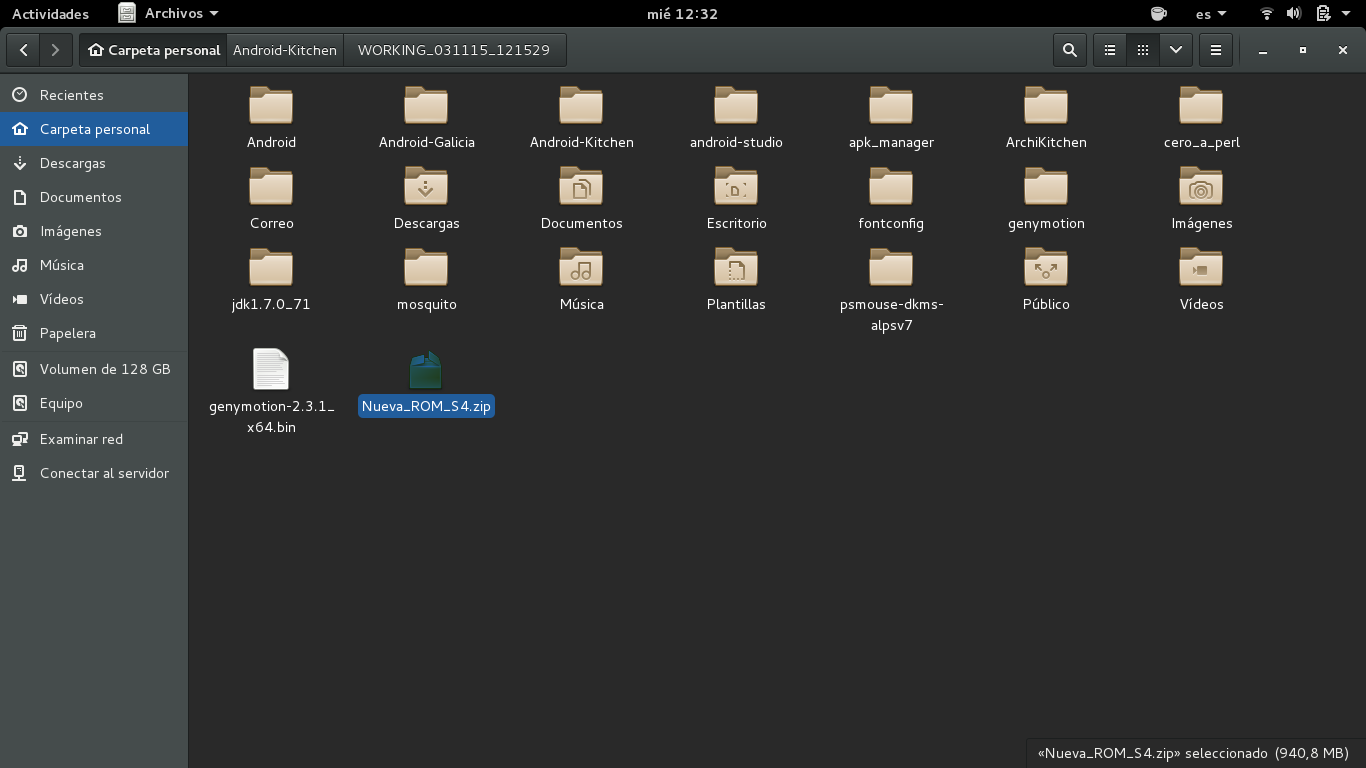 Actividades
Archivos
mié 12:32
es
Carpeta personal
Android-Kitchen
WORKING_031115_121529
Recientes
Carpeta personal
Descargas
Documentos
Imágenes
Música
Vídeos
Papelera
Volumen de 128 GB
Equipo
Examinar red
Conectar al servidor
Android
Android-Galicia
Android-Kitchen
android-studio
apk_manager
ArchiKitchen
cero_a_perl
Correo
Descargas
Documentos
Escritorio
fontconfig
genymotion
Imágenes
jdk1.7.0_71
mosquito
Música
Plantillas
psmouse-dkms-
alpsv7
Público
Vídeos
genymotion-2.3.1_
x64.bin
Nueva_ROM_S4.zip
«Nueva_ROM_S4.zip» seleccionado (940,8 MB)